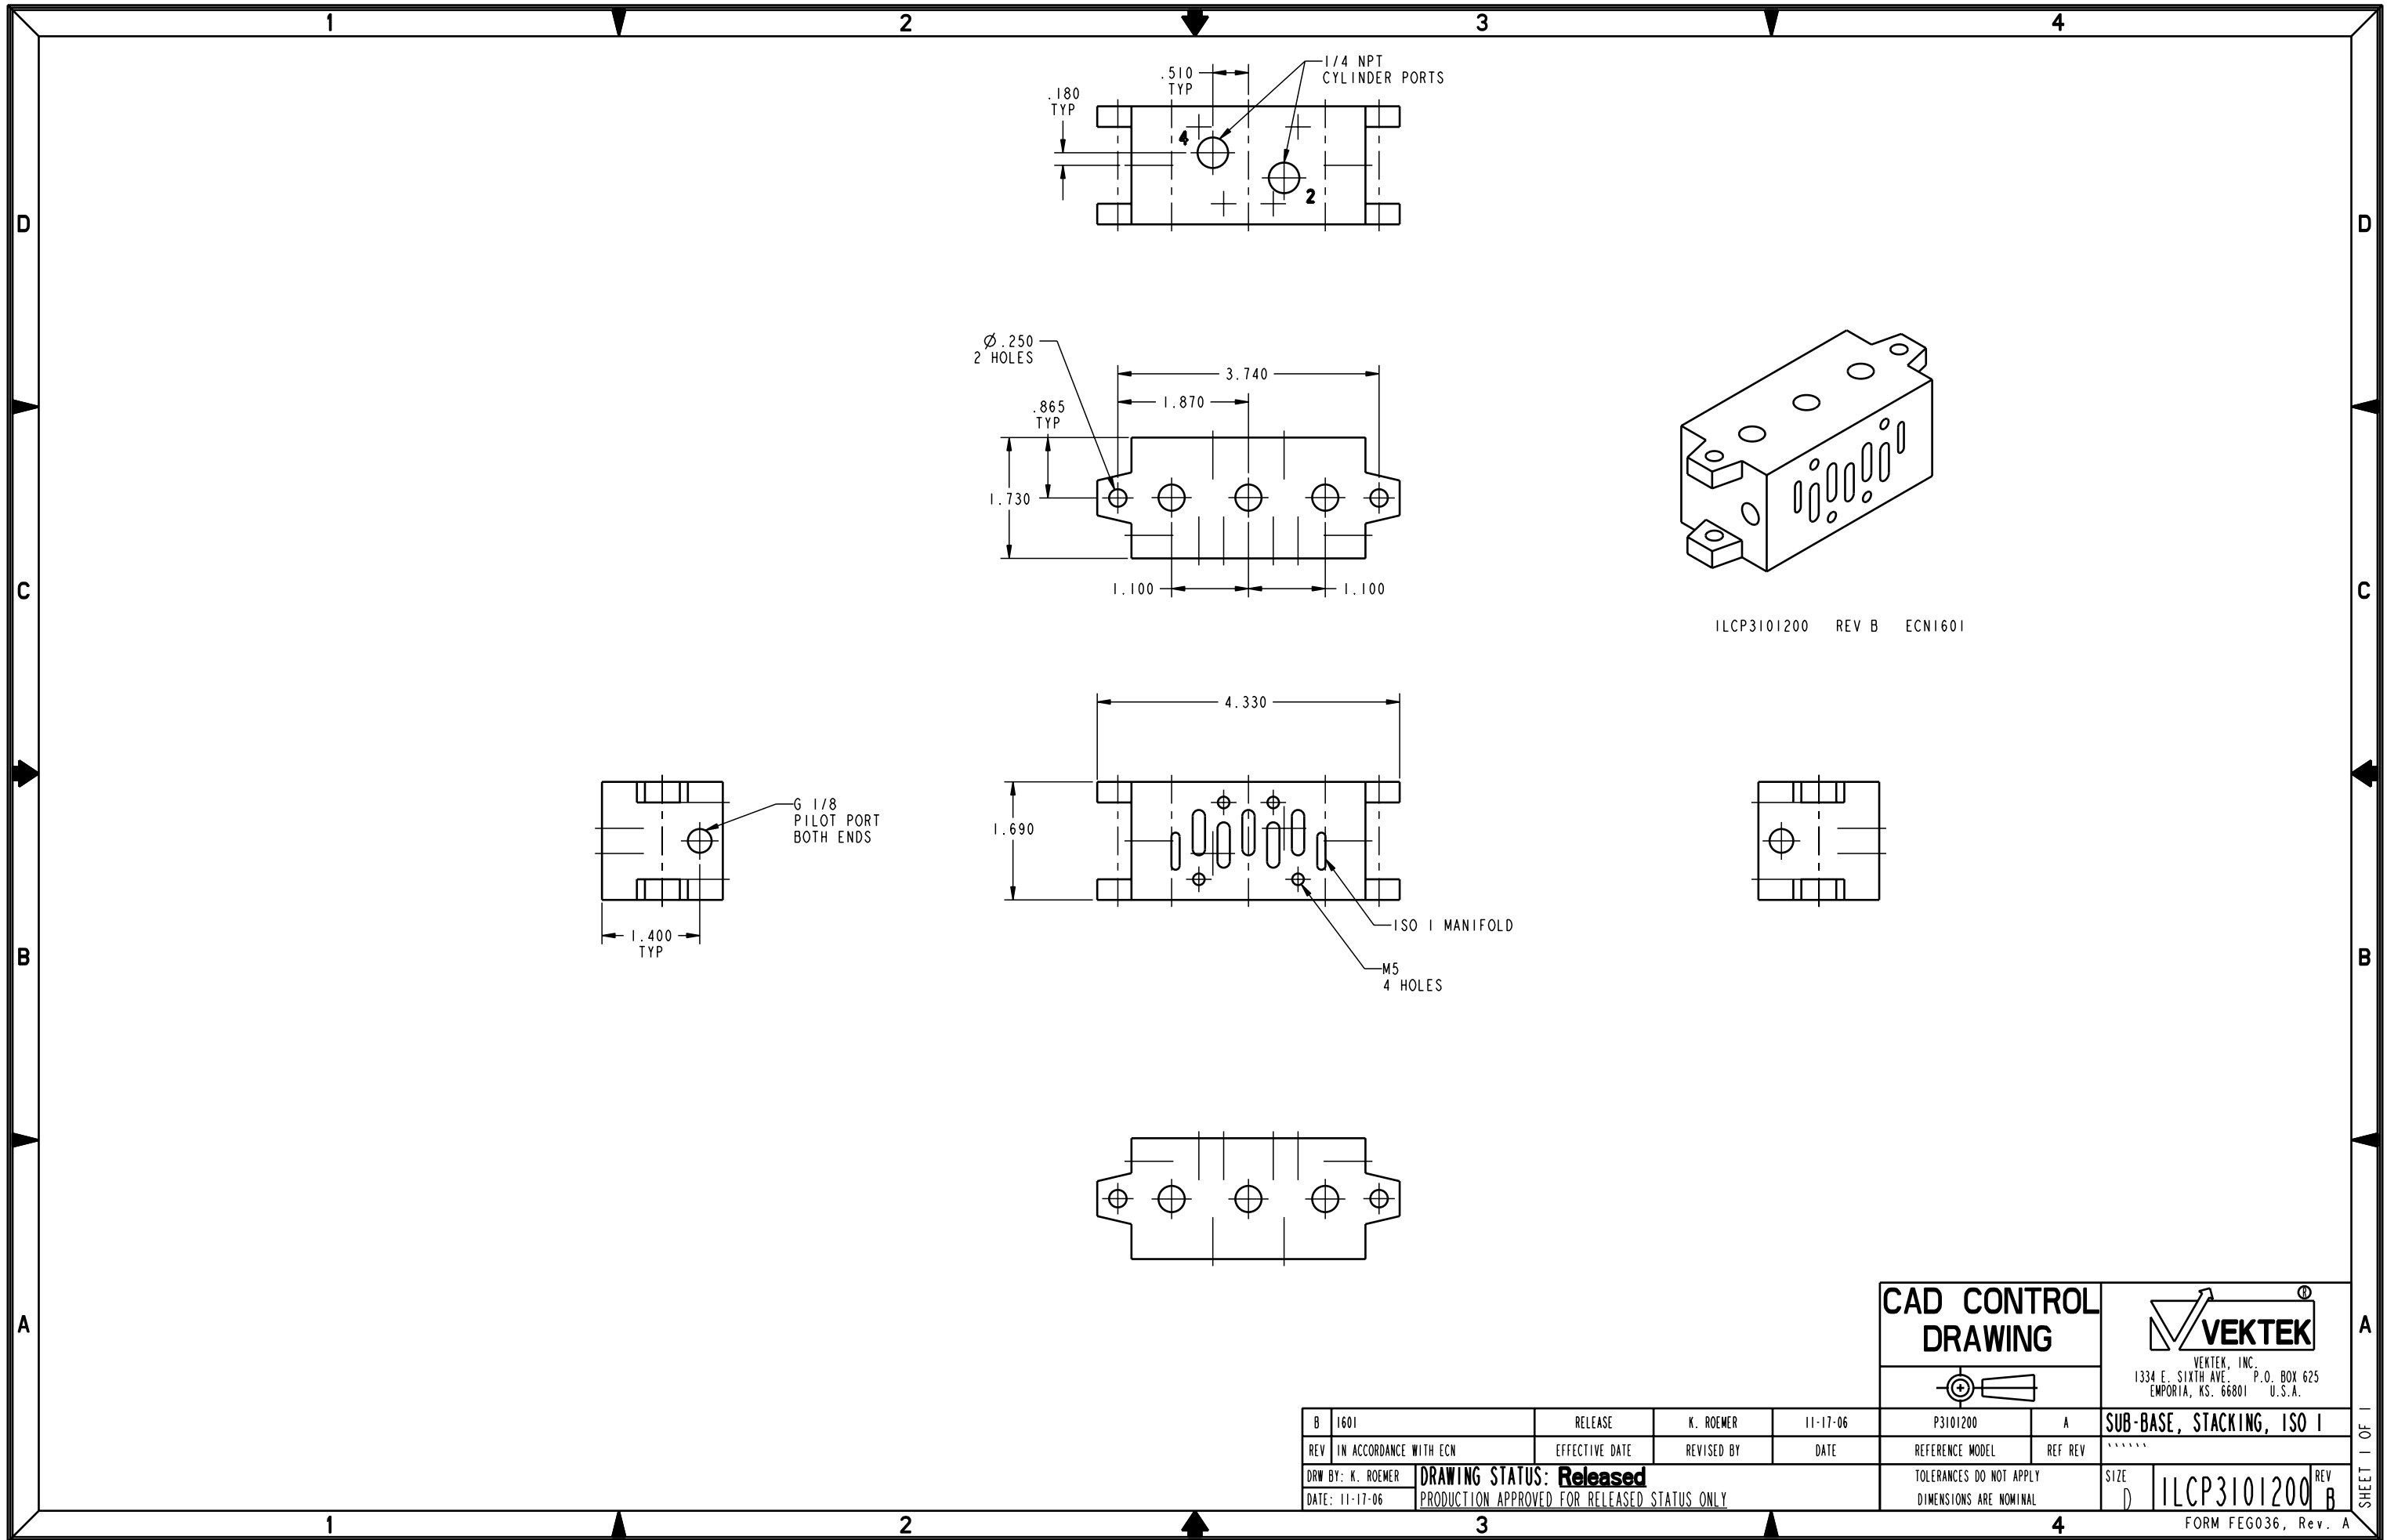 1
2
3
4
.510
TYP
1/4 NPT
CYLINDER PORTS
.180
TYP
4
2
D
D
Ø.250
2 HOLES
3.740
1.870
.865
TYP
1.730
1.100
1.100
C
C
ILCP3101200 REV B ECN1601
4.330
G 1/8
PILOT PORT
BOTH ENDS
1.690
1.400
TYP
ISO 1 MANIFOLD
M5
4 HOLES
B
B
A
A
CAD CONTROL
DRAWING
®
VEKTEK
VEKTEK, INC.
1334 E. SIXTH AVE. P.O. BOX 625
EMPORIA, KS. 66801 U.S.A.
B 1601 RELEASE K. ROEMER 11-17-06 P3101200 A SUB-BASE, STACKING, ISO 1
REV IN ACCORDANCE WITH ECN EFFECTIVE DATE REVISED BY DATE REFERENCE MODEL REF REV ``````
DRW BY: K. ROEMER DRAWING STATUS: Released
DATE: 11-17-06 PRODUCTION APPROVED FOR RELEASED STATUS ONLY
TOLERANCES DO NOT APPLY
DIMENSIONS ARE NOMINAL
SIZE
D
ILCP3101200
REV
B
SHEET 1 OF 1
FORM FEG036, Rev. A
1
2
3
4